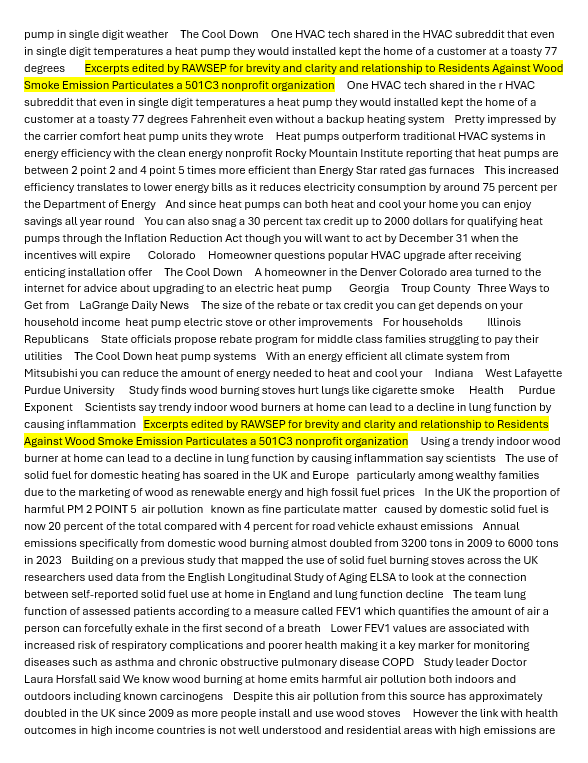 pump in single digit weather    The Cool Down    One HVAC tech shared in the HVAC subreddit that even
in single digit temperatures a heat pump they would installed kept the home of a customer at a toasty 77
degrees    Excerpts edited by RAWSEP for brevity and clarity and relationship to Residents Against Wood
Smoke Emission Particulates a 501C3 nonprofit organization    One HVAC tech shared in the r HVAC
subreddit that even in single digit temperatures a heat pump they would installed kept the home of a
customer at a toasty 77 degrees Fahrenheit even without a backup heating system    Pretty impressed by
the carrier comfort heat pump units they wrote    Heat pumps outperform traditional HVAC systems in
energy efficiency with the clean energy nonprofit Rocky Mountain Institute reporting that heat pumps are
between 2 point 2 and 4 point 5 times more efficient than Energy Star rated gas furnaces    This increased
efficiency translates to lower energy bills as it reduces electricity consumption by around 75 percent per
the Department of Energy    And since heat pumps can both heat and cool your home you can enjoy
savings all year round    You can also snag a 30 percent tax credit up to 2000 dollars for qualifying heat
pumps through the Inflation Reduction Act though you will want to act by December 31 when the
incentives will expire    Colorado    Homeowner questions popular HVAC upgrade after receiving
enticing installation offer    The Cool Down    A homeowner in the Denver Colorado area turned to the
internet for advice about upgrading to an electric heat pump    Georgia    Troup County  Three Ways to
Get from    LaGrange Daily News    The size of the rebate or tax credit you can get depends on your
household income  heat pump electric stove or other improvements    For households    Illinois
Republicans    State officials propose rebate program for middle class families struggling to pay their
utilities    The Cool Down heat pump systems    With an energy efficient all climate system from
Mitsubishi you can reduce the amount of energy needed to heat and cool your    Indiana    West Lafayette
Purdue University    Study finds wood burning stoves hurt lungs like cigarette smoke    Health    Purdue
Exponent    Scientists say trendy indoor wood burners at home can lead to a decline in lung function by
causing inflammation    Excerpts edited by RAWSEP for brevity and clarity and relationship to Residents
Against Wood Smoke Emission Particulates a 501C3 nonprofit organization    Using a trendy indoor wood
burner at home can lead to a decline in lung function by causing inflammation say scientists    The use of
solid fuel for domestic heating has soared in the UK and Europe   particularly among wealthy families
due to the marketing of wood as renewable energy and high fossil fuel prices    In the UK the proportion of
harmful PM 2 POINT 5  air pollution   known as fine particulate matter   caused by domestic solid fuel is
now 20 percent of the total compared with 4 percent for road vehicle exhaust emissions    Annual
emissions specifically from domestic wood burning almost doubled from 3200 tons in 2009 to 6000 tons
in 2023    Building on a previous study that mapped the use of solid fuel burning stoves across the UK
researchers used data from the English Longitudinal Study of Aging ELSA to look at the connection
between self-reported solid fuel use at home in England and lung function decline    The team lung
function of assessed patients according to a measure called FEV1 which quantifies the amount of air a
person can forcefully exhale in the first second of a breath    Lower FEV1 values are associated with
increased risk of respiratory complications and poorer health making it a key marker for monitoring
diseases such as asthma and chronic obstructive pulmonary disease COPD    Study leader Doctor
Laura Horsfall said We know wood burning at home emits harmful air pollution both indoors and
outdoors including known carcinogens    Despite this air pollution from this source has approximately
doubled in the UK since 2009 as more people install and use wood stoves    However the link with health
outcomes in high income countries is not well understood and residential areas with high emissions are